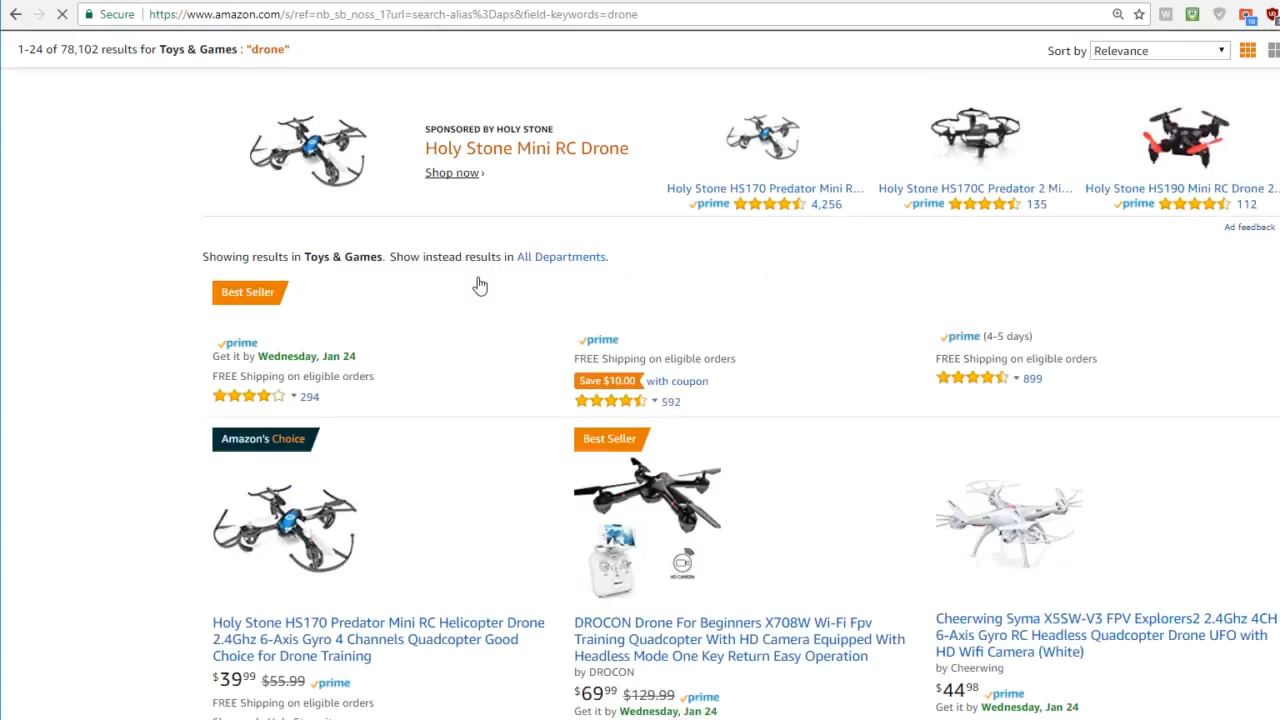 Secure
https://www.amazon.com/s/ref=nb_sb_noss_1?url=search-alias%3Daps&field-keywords=drone
1-24 of 78,102 results for Toys & Games : "drone"
Sort by Relevance
SPONSORED BY HOLY STONE
Holy Stone Mini RC Drone
Shop now ›
Holy Stone HS170 Predator Mini R...
prime 4,256
Holy Stone HS170C Predator 2 Mi...
prime 135
Holy Stone HS190 Mini RC Drone 2...
prime 112
Ad feedback
Showing results in Toys & Games. Show instead results in All Departments.
Best Seller
prime
Get it by Wednesday, Jan 24
FREE Shipping on eligible orders
294
prime
FREE Shipping on eligible orders
Save $10.00 with coupon
592
prime (4-5 days)
FREE Shipping on eligible orders
899
Amazon's Choice
Holy Stone HS170 Predator Mini RC Helicopter Drone
2.4Ghz 6-Axis Gyro 4 Channels Quadcopter Good
Choice for Drone Training
$39 99 $55.99 prime
FREE Shipping on eligible orders
Best Seller
HD CAMERA
DROCON Drone For Beginners X708W Wi-Fi Fpv
Training Quadcopter With HD Camera Equipped With
Headless Mode One Key Return Easy Operation
by DROCON
$69 99 $129.99 prime
Get it by Wednesday, Jan 24
Cheerwing Syma X5SW-V3 FPV Explorers2 2.4Ghz 4CH
6-Axis Gyro RC Headless Quadcopter Drone UFO with
HD Wifi Camera (White)
by Cheerwing
$44 98 prime
Get it by Wednesday, Jan 24